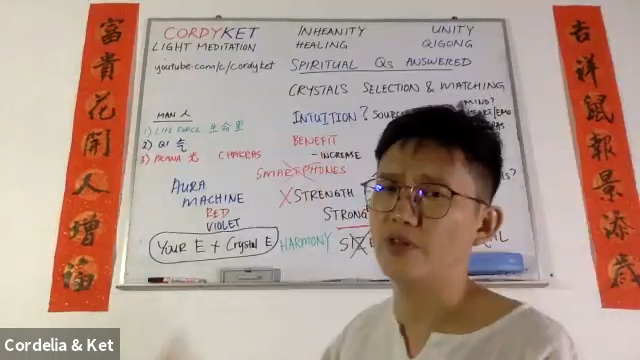 富貴花開人增福
CORDYKET
LIGHT MEDITATION
youtube.com/c/cordyket
INHEANITY HEALING
UNITY QIGONG
SPIRITUAL Qs ANSWERED
CRYSTALS SELECTION & MATCHING
MIND?
INTUITION?
MAN 人
1) LIFE FORCE 生命里
2) QI 气
3) PRANA 光 CHAKRAS
BENEFIT
- INCREASE
SMARTPHONES
X STRENGTH
STRONG
AURA
MACHINE
RED
VIOLET
YOUR E + Crystal E
HARMONY
吉祥鼠報景添歲
Cordelia & Ket